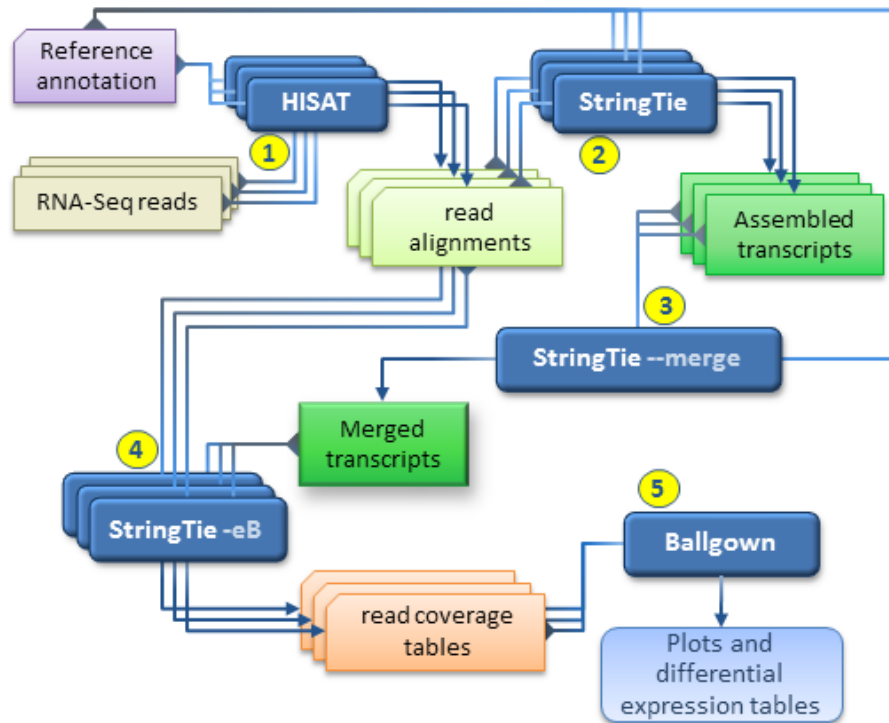 Reference
annotation
HISAT
StringTie
1
2
RNA-Seq reads
read
alignments
Assembled
transcripts
3
StringTie --merge
Merged
transcripts
4
5
StringTie -eB
Ballgown
read coverage
tables
Plots and
differential
expression tables